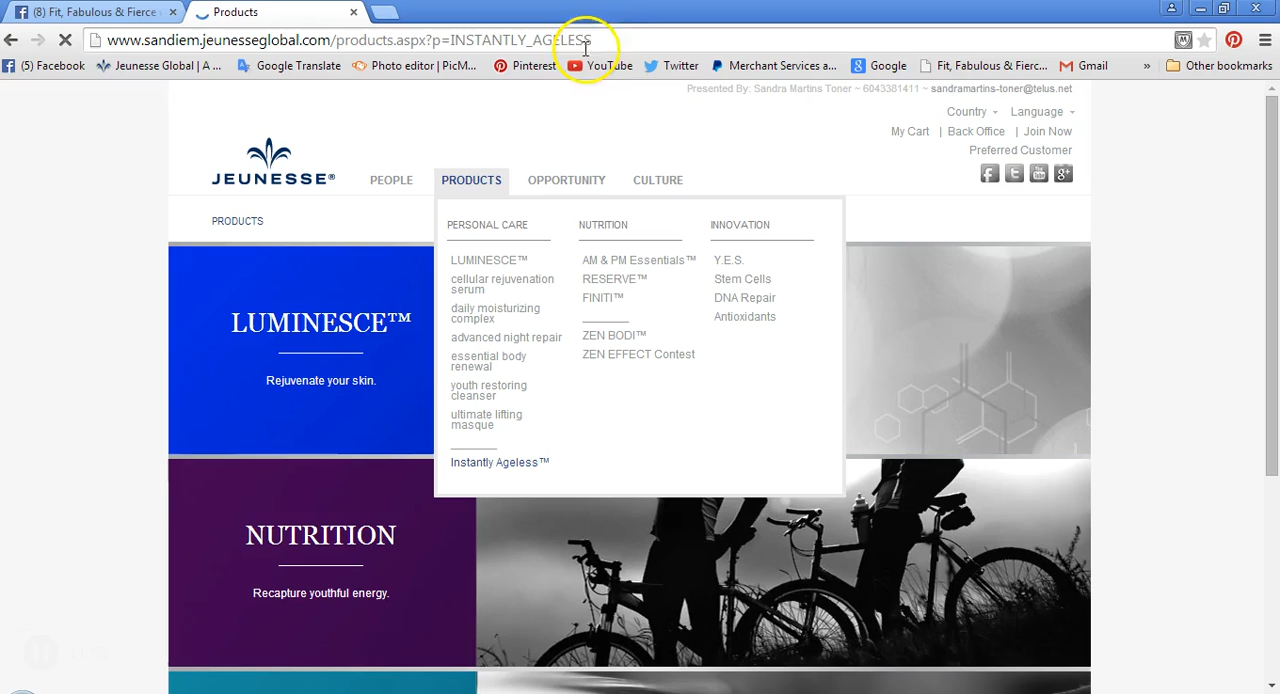 (8) Fit, Fabulous & Fierce
Products
www.sandiem.jeunesseglobal.com/products.aspx?p=INSTANTLY_AGELESS
(5) Facebook
Jeunesse Global | A ...
Google Translate
Photo editor | PicM...
Pinterest
YouTube
Twitter
Merchant Services a...
Google
Fit, Fabulous & Fierc...
Gmail
»
Other bookmarks
Presented By: Sandra Martins Toner ~ 6043381411 ~ sandramartins-toner@telus.net
Country
Language
My Cart | Back Office | Join Now
Preferred Customer
JEUNESSE®
PEOPLE
PRODUCTS
OPPORTUNITY
CULTURE
PRODUCTS
PERSONAL CARE
LUMINESCE™
cellular rejuvenation
serum
daily moisturizing
complex
advanced night repair
essential body
renewal
youth restoring
cleanser
ultimate lifting
masque
Instantly Ageless™
NUTRITION
AM & PM Essentials™
RESERVE™
FINITI™
ZEN BODI™
ZEN EFFECT Contest
INNOVATION
Y.E.S.
Stem Cells
DNA Repair
Antioxidants
LUMINESCE™
Rejuvenate your skin.
NUTRITION
Recapture youthful energy.